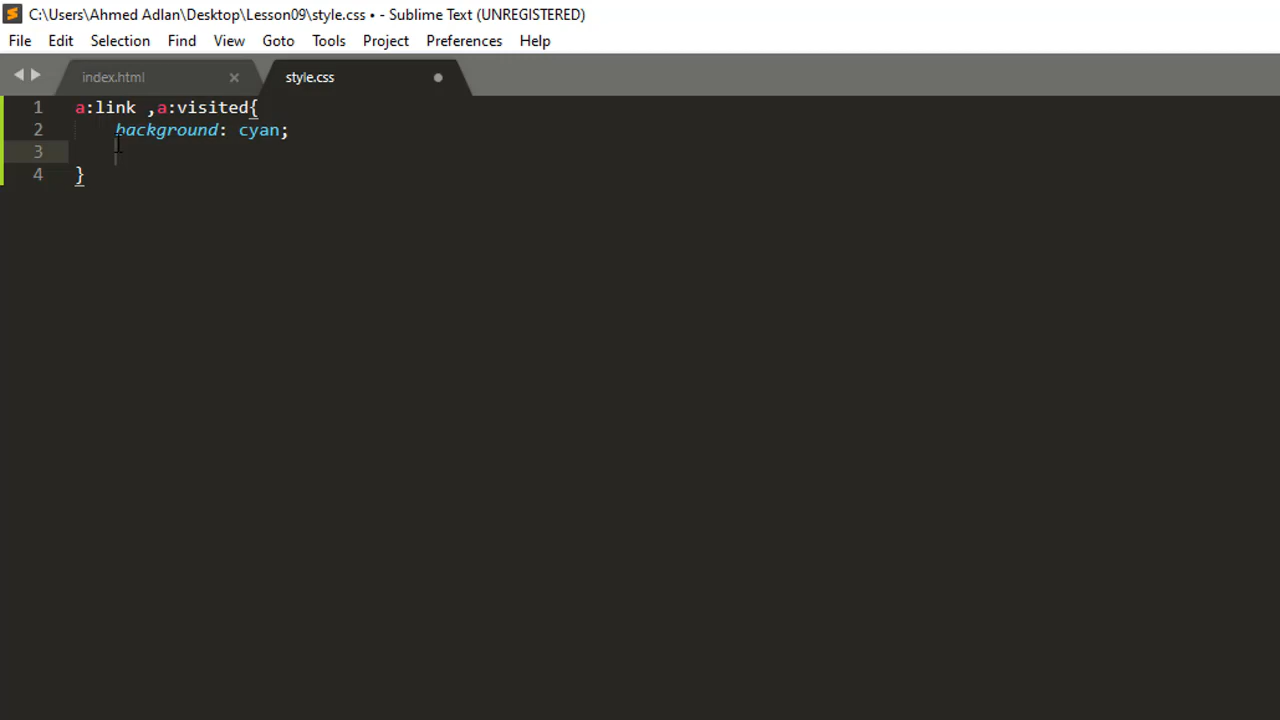 C:\Users\Ahmed Adlan\Desktop\Lesson09\style.css • - Sublime Text (UNREGISTERED)
File Edit Selection Find View Goto Tools Project Preferences Help
index.html style.css
1 a:link ,a:visited{
2 background: cyan;
3
4 }